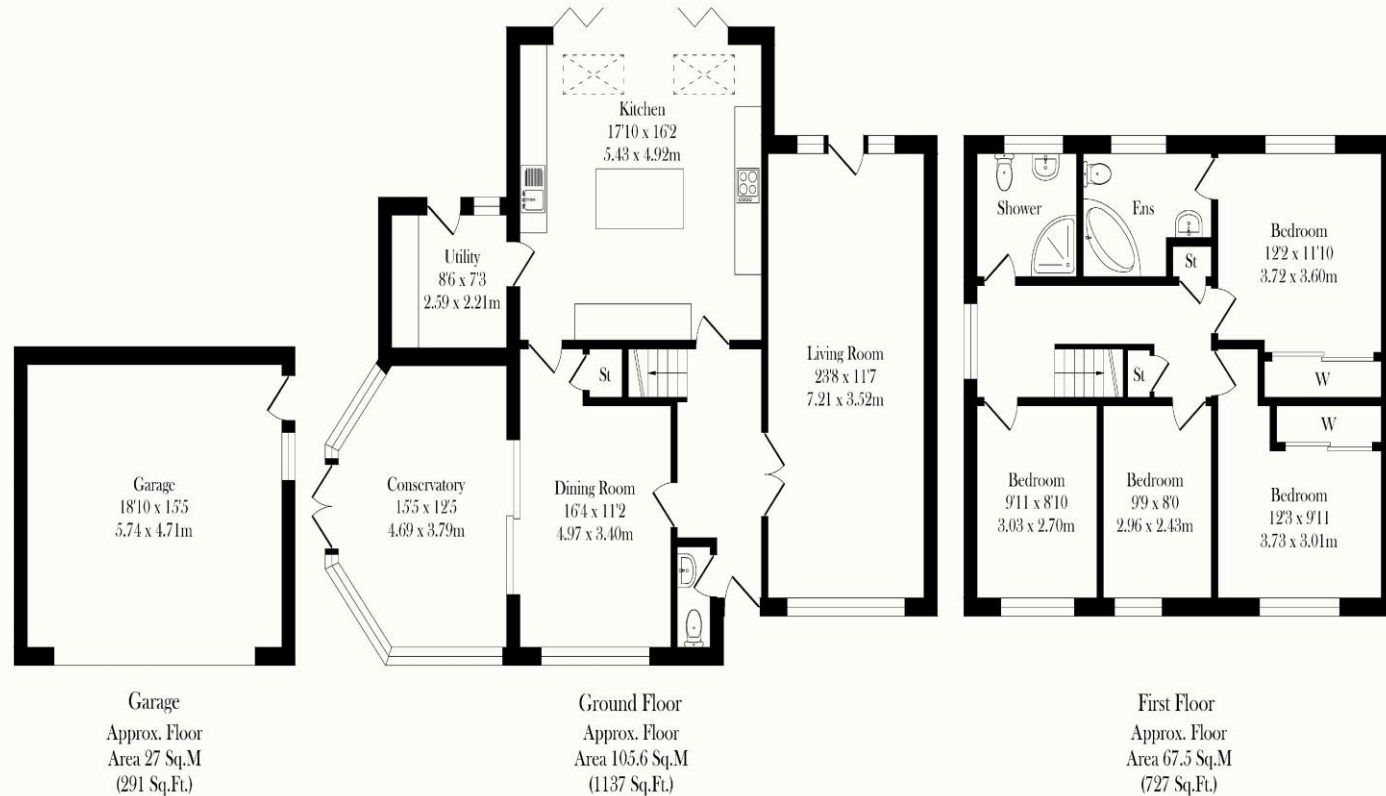 Kitchen
17'10 x 16'2
5.43 x 4.92m
Utility
8'6 x 7'3
2.59 x 2.21m
St
Living Room
23'8 x 11'7
7.21 x 3.52m
Garage
18'10 x 15'5
5.74 x 4.71m
Conservatory
15'5 x 12'5
4.69 x 3.79m
Dining Room
16'4 x 11'2
4.97 x 3.40m
Shower
Ens
St
Bedroom
12'2 x 11'10
3.72 x 3.60m
W
St
W
Bedroom
9'11 x 8'10
3.03 x 2.70m
Bedroom
9'9 x 8'0
2.96 x 2.43m
Bedroom
12'3 x 9'11
3.73 x 3.01m
Garage
Approx. Floor
Area 27 Sq.M
(291 Sq.Ft.)
Ground Floor
Approx. Floor
Area 105.6 Sq.M
(1137 Sq.Ft.)
First Floor
Approx. Floor
Area 67.5 Sq.M
(727 Sq.Ft.)